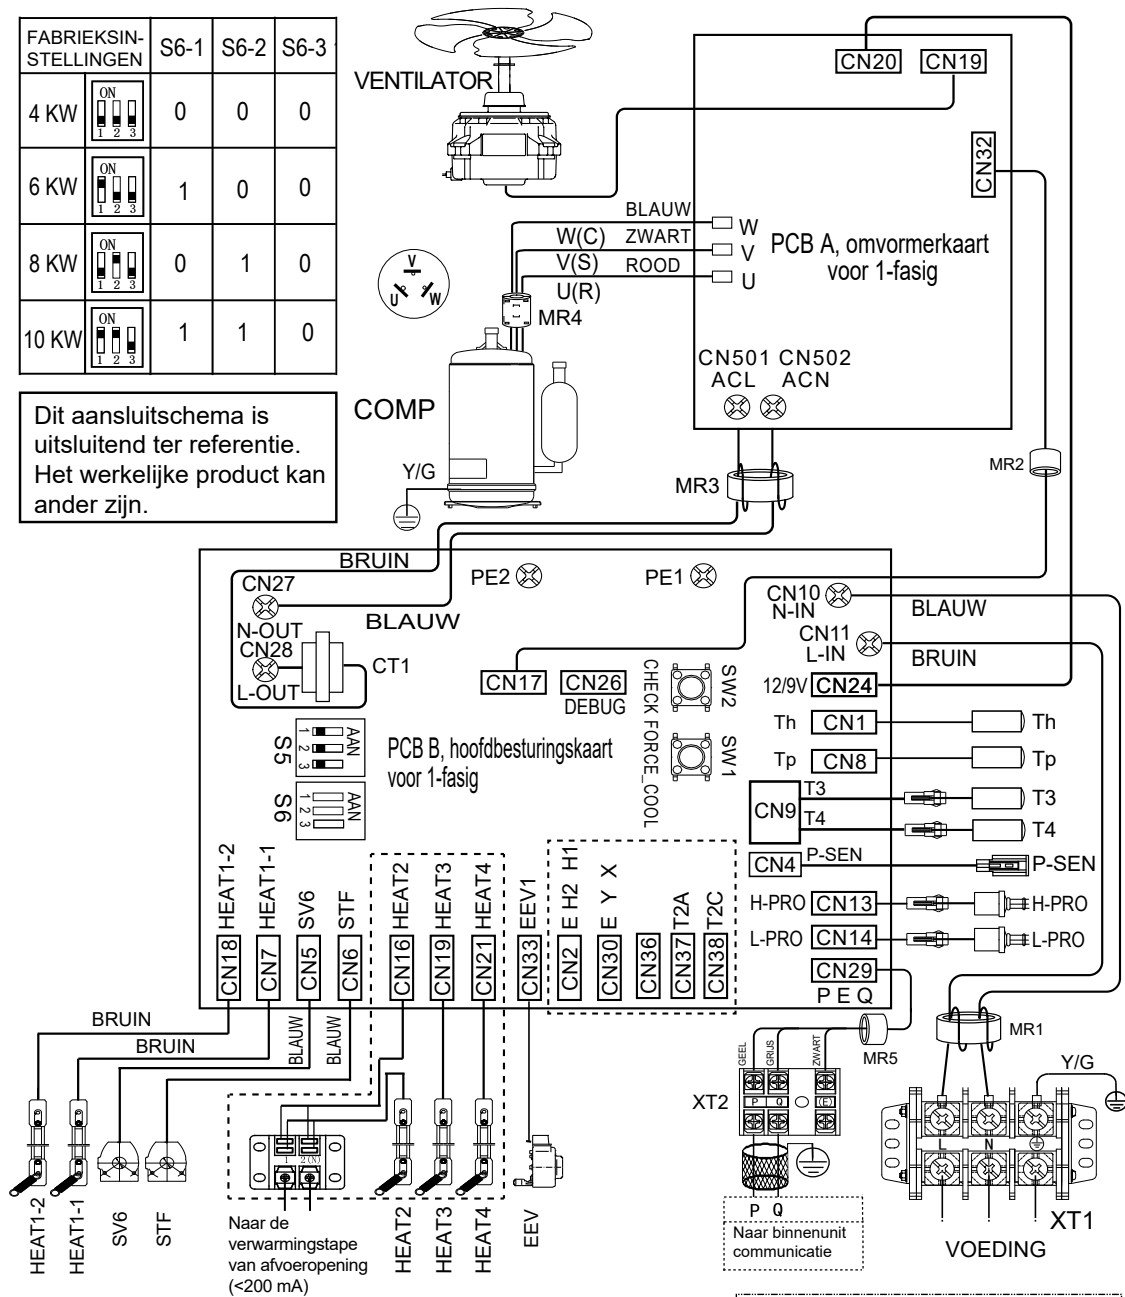 FABRIEKSIN-
STELLINGEN
S6-1 S6-2 S6-3
4 KW ON 1 2 3 0 0 0
6 KW ON 1 2 3 1 0 0
8 KW ON 1 2 3 0 1 0
10 KW ON 1 2 3 1 1 0
Dit aansluitschema is
uitsluitend ter referentie.
Het werkelijke product kan
ander zijn.
VENTILATOR
CN20 CN19
CN32
BLAUW
W(C) ZWART
V(S) ROOD
U(R)
W
V
U
PCB A, omvormerkaart
voor 1-fasig
V
U W
MR4
COMP
Y/G
CN501 CN502
ACL ACN
MR3
MR2
BRUIN
CN27
N-OUT
BLAUW
CN28
L-OUT
CT1
PE2 PE1
CN10
N-IN
BLAUW
CN11
L-IN
BRUIN
CN17 CN26
DEBUG
CHECK FORCE_COOL
SW2
SW1
12/9V CN24
Th CN1 Th
Tp CN8 Tp
CN9 T3 T3
T4 T4
CN4 P-SEN P-SEN
H-PRO CN13 H-PRO
L-PRO CN14 L-PRO
CN29
P E Q
S5 1 2 3 AAN
S6 1 2 3 AAN
PCB B, hoofdbesturingskaart
voor 1-fasig
CN18 HEAT1-2
CN7 HEAT1-1
CN5 SV6
CN6 STF
CN16 HEAT2
CN19 HEAT3
CN21 HEAT4
CN33 EEV1
CN2 E H2 H1
CN30 E Y X
CN36
CN37 T2A
CN38 T2C
BRUIN
BRUIN
BLAUW
BLAUW
HEAT1-2
HEAT1-1
SV6
STF
2(N)
Naar de
verwarmingstape
van afvoeropening
(<200 mA)
HEAT2
HEAT3
HEAT4
EEV
GEEL
GRIJS
ZWART
MR5
XT2
P Q (E)
P Q
Naar binnenunit
communicatie
MR1
Y/G
L N
XT1
VOEDING